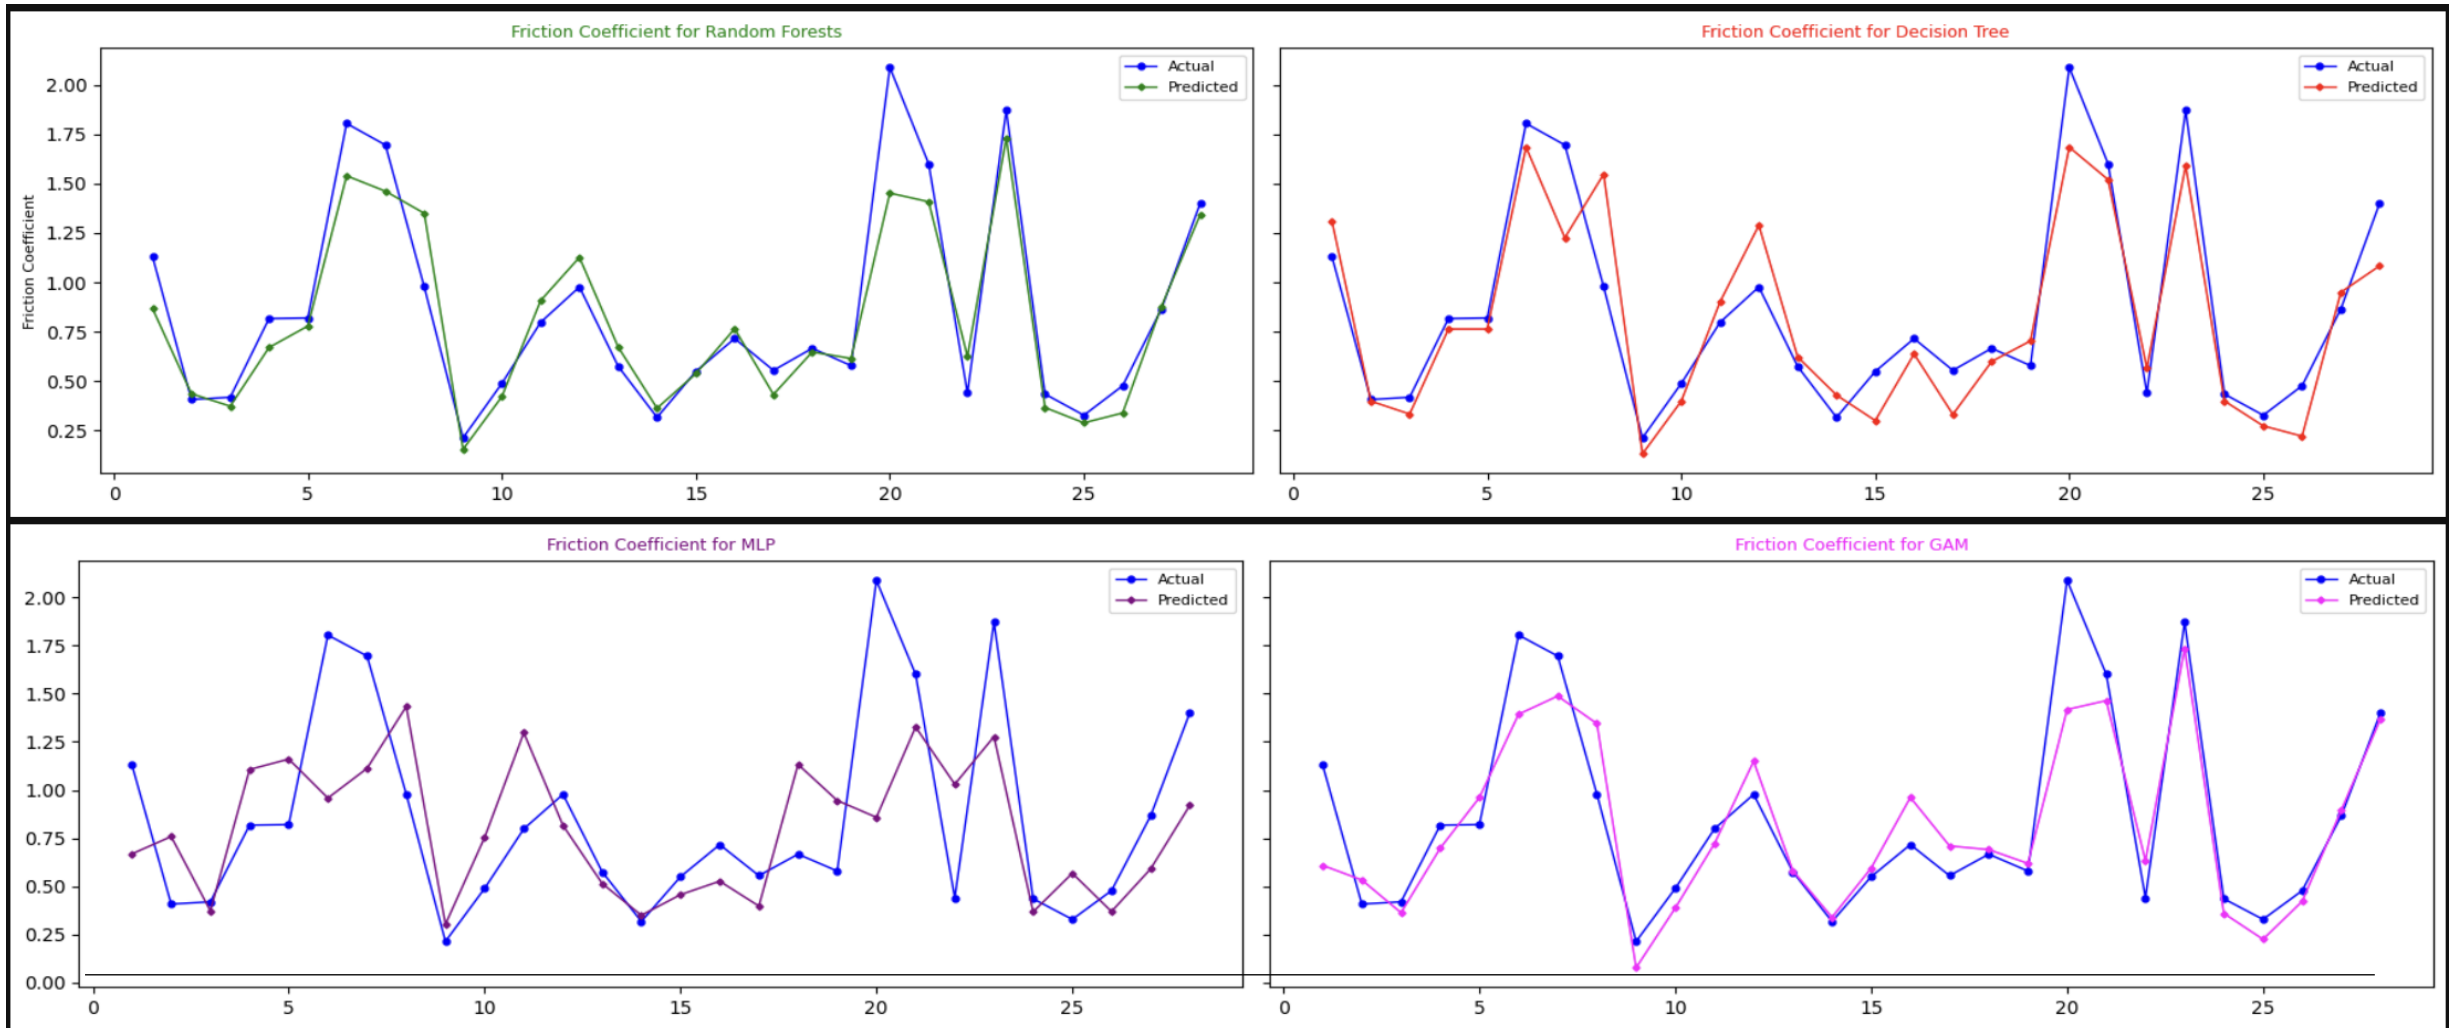 Friction Coefficient for Random Forests
Friction Coefficient
2.00
1.75
1.50
1.25
1.00
0.75
0.50
0.25
0 5 10 15 20 25
Actual
Predicted
Friction Coefficient for Decision Tree
Actual
Predicted
0 5 10 15 20 25
Friction Coefficient for MLP
2.00
1.75
1.50
1.25
1.00
0.75
0.50
0.25
0.00
0 5 10 15 20 25
Actual
Predicted
Friction Coefficient for GAM
Actual
Predicted
0 5 10 15 20 25